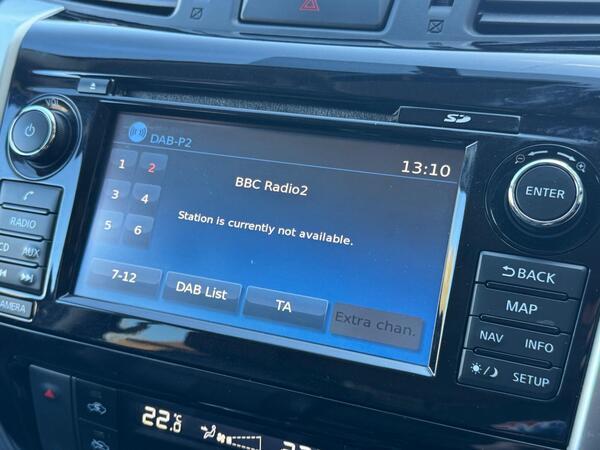 VOL
SD
DAB-P2
13:10
1 2
BBC Radio2
3 4
Station is currently not available.
5 6
7-12
DAB List
TA
Extra chan.
RADIO
CD AUX
CAMERA
ENTER
BACK
MAP
NAV INFO
SETUP
22.0 °C